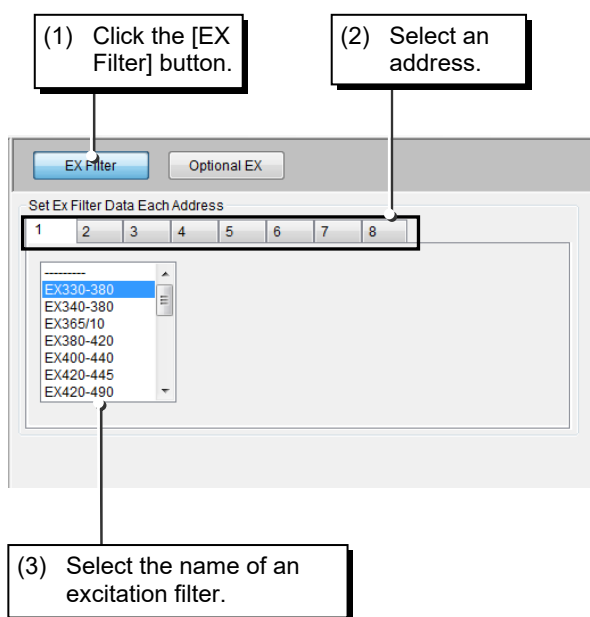 (1) Click the [EX
Filter] button.
(2) Select an
address.
EX Filter
Optional EX
Set Ex Filter Data Each Address
1 2 3 4 5 6 7 8
---------
EX330-380
EX340-380
EX365/10
EX380-420
EX400-440
EX420-445
EX420-490
(3) Select the name of an
excitation filter.